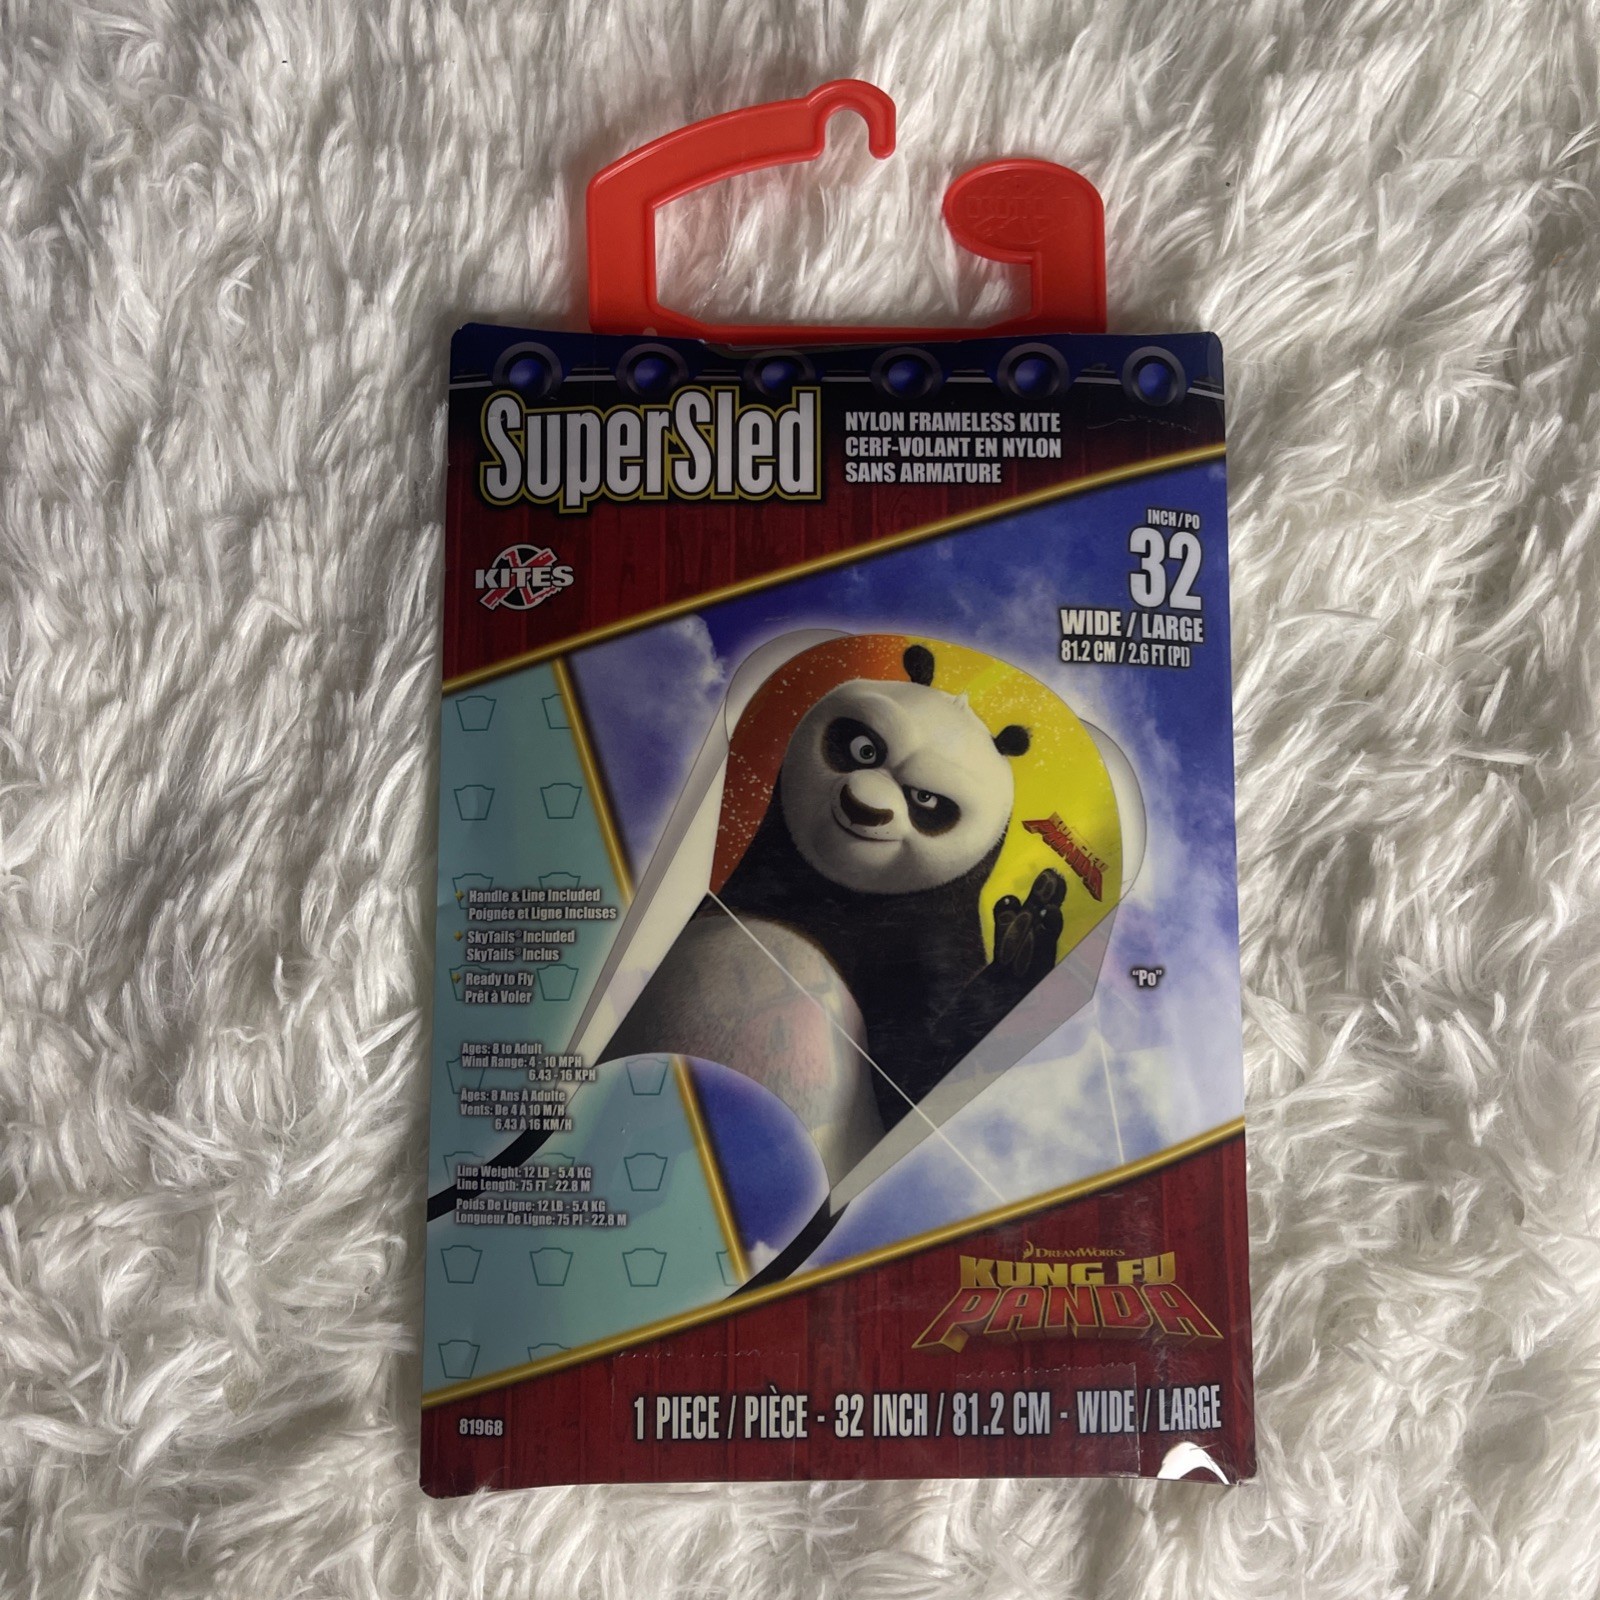 SuperSled
NYLON FRAMELESS KITE
CERF-VOLANT EN NYLON
SANS ARMATURE
X KITES
INCH/PO
32
WIDE / LARGE
81.2 CM / 2.6 FT (PI)
KUNG FU
PANDA
Handle & Line Included
Poignée et Ligne Incluses
SkyTails® Included
SkyTails® Inclus
Ready to Fly
Prêt à Voler
"Po"
Ages: 8 to Adult
Wind Range: 4 - 10 MPH
6.43 - 16 KPH
Âges: 8 Ans À Adulte
Vents: De 4 À 10 M/H
6,43 À 16 KM/H
Line Weight: 12 LB - 5.4 KG
Line Length: 75 FT - 22.8 M
Poids De Ligne: 12 LB - 5.4 KG
Longueur De Ligne: 75 PI - 22,8 M
DREAMWORKS
KUNG FU
PANDA
81968
1 PIECE / PIÈCE - 32 INCH / 81.2 CM - WIDE / LARGE